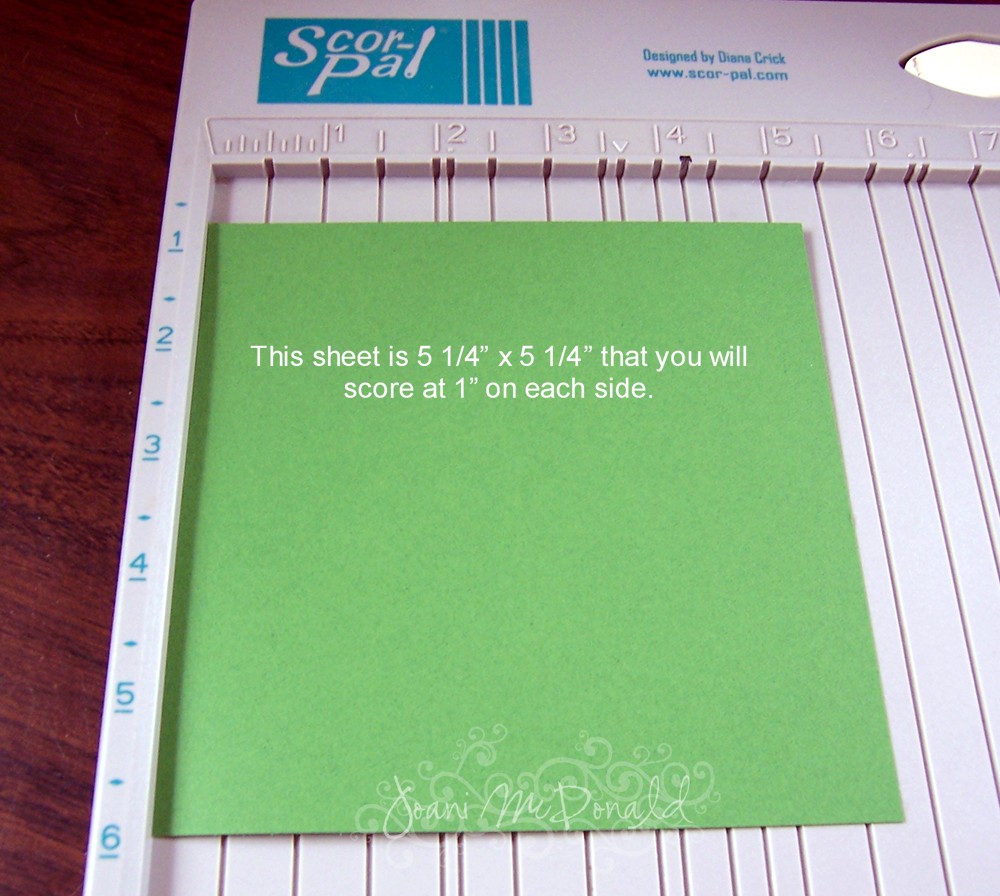 Scor-
Pal
Designed by Diana Crick
www.scor-pal.com
1 2 3 4 5 6 7
1
2
3
4
5
6
This sheet is 5 1/4” x 5 1/4” that you will
score at 1” on each side.
Joani McDonald